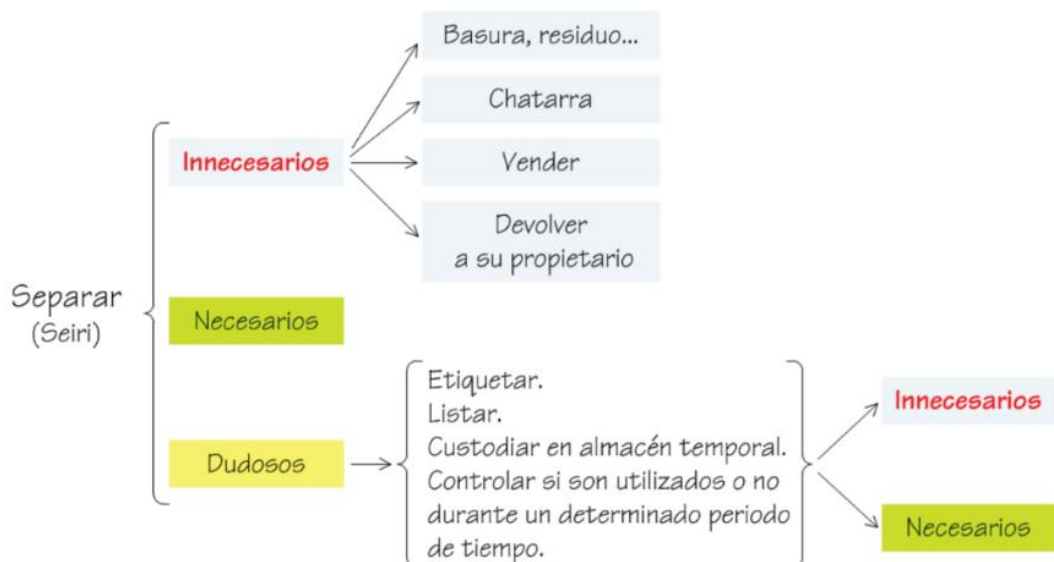 Separar
(Seiri)
Innecesarios
Basura, residuo...
Chatarra
Vender
Devolver
a su propietario
Necesarios
Dudosos
Etiquetar.
Listar.
Custodiar en almacén temporal.
Controlar si son utilizados o no
durante un determinado periodo
de tiempo.
Innecesarios
Necesarios